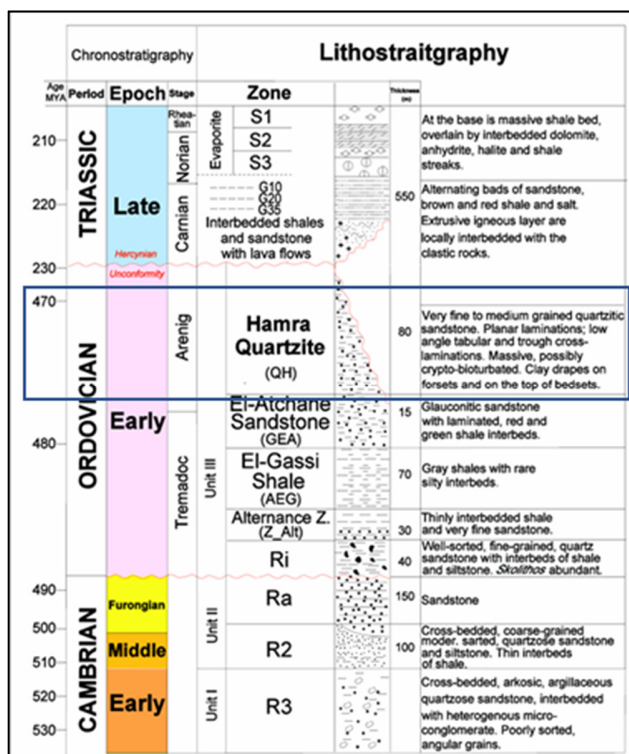 Chronostratigraphy
Lithostraitgraphy
Age
MYA
Period
Epoch
Stage
Zone
Thickness
(m)
TRIASSIC
210
220
230
Late
Hercynian
Unconformity
Rhea-
tian
Norian
Carnian
Evaporite
S1
S2
S3
G10
G20
G35
Interbedded shales
and sandstone
with lava flows
550
At the base is massive shale bed,
overlain by interbedded dolomite,
anhydrite, halite and shale
streaks.
Alternating bads of sandstone,
brown and red shale and salt.
Extrusive igneous layer are
locally interbedded with the
clastic rocks.
ORDOVICIAN
470
480
Early
Arenig
Hamra
Quartzite
(QH)
80
Very fine to medium grained quartzitic
sandstone. Planar laminations; low
angle tabular and trough cross-
laminations. Massive, possibly
crypto-bioturbated. Clay drapes on
forsets and on the top of bedsets.
Tremadoc
Unit III
El-Atchane
Sandstone
(GEA)
15
Glauconitic sandstone
with laminated, red and
green shale interbeds.
El-Gassi
Shale
(AEG)
70
Gray shales with rare
silty interbeds.
Alternance Z.
(Z_Alt)
30
Thinly interbedded shale
and very fine sandstone.
Ri
40
Well-sorted, fine-grained, quartz
sandstone with interbeds of shale
and siltstone. Skolithos abundant.
CAMBRIAN
490
500
510
520
530
Furongian
Middle
Early
Unit II
Ra
150
Sandstone
R2
100
Cross-bedded, coarse-grained
moder. sarted, quartzose sandstone
and siltstone. Thin interbeds
of shale.
Unit I
R3
Cross-bedded, arkosic, argillaceous
quartzose sandstone, interbedded
with heterogenous micro-
conglomerate. Poorly sorted,
angular grains.